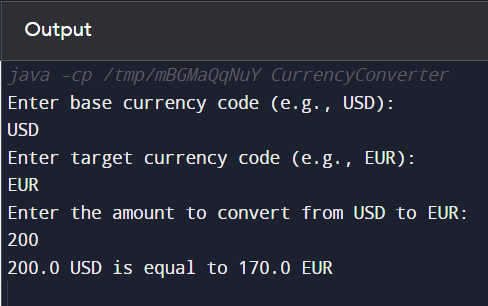 Output
java -cp /tmp/mBGMaQqNuY CurrencyConverter
Enter base currency code (e.g., USD):
USD
Enter target currency code (e.g., EUR):
EUR
Enter the amount to convert from USD to EUR:
200
200.0 USD is equal to 170.0 EUR